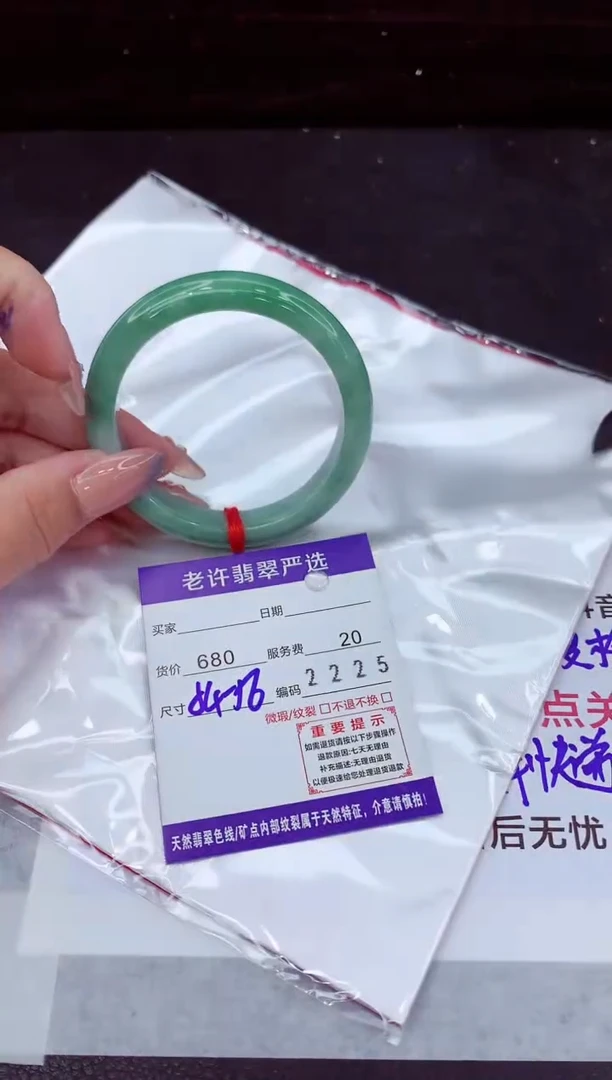 老许翡翠严选
买家 日期
货价 680 服务费 20
尺寸 编码 2225
微瑕/纹裂 □不退不换 □
重要提示
如需退货请按以下步骤操作
退款原因:七天无理由
补充描述:无理由退货
以便极速给您处理退货退款
天然翡翠色线/矿点内部纹裂属于天然特征，介意请慎拍!
音
点关
后无忧